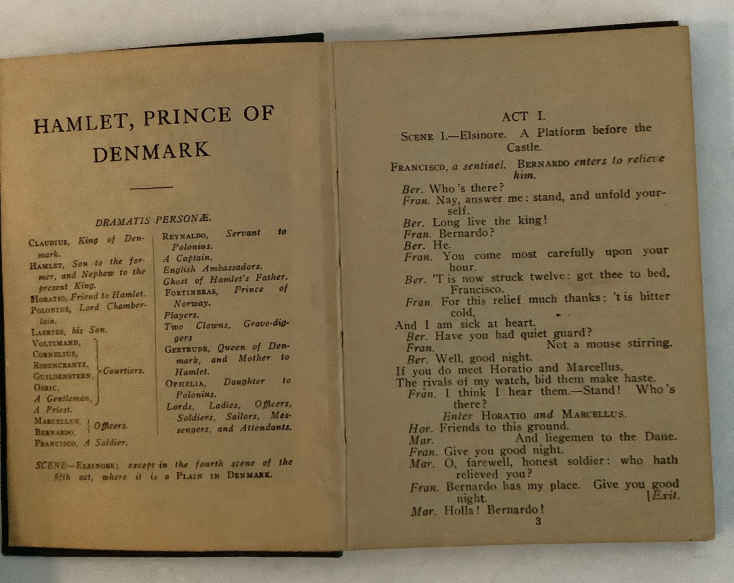 HAMLET, PRINCE OF
DENMARK
DRAMATIS PERSONÆ.
CLAUDIUS, King of Den-
mark.
HAMLET, Son to the for-
mer, and Nephew to the
present King.
HORATIO, Friend to Hamlet.
POLONIUS, Lord Chamber-
lain.
LAERTES, his Son.
VOLTIMAND,
CORNELIUS,
ROSENCRANTZ,
GUILDENSTERN,
OSRIC,
A Gentleman,
Courtiers.
A Priest.
MARCELLUS,
BERNARDO,
Officers.
FRANCISCO, A Soldier.
REYNALDO, Servant to
Polonius.
A Captain.
English Ambassadors.
Ghost of Hamlet's Father.
FORTINBRAS, Prince of
Norway.
Players.
Two Clowns, Grave-dig-
gers
GERTRUDE, Queen of Den-
mark, and Mother to
Hamlet.
OPHELIA, Daughter to
Polonius.
Lords, Ladies, Officers,
Soldiers, Sailors, Mes-
sengers, and Attendants.
SCENE—ELSINORE; except in the fourth scene of the
fifth act, where it is a PLAIN IN DENMARK.
ACT I.
SCENE I.—Elsinore. A Platform before the
Castle.
FRANCISCO, a sentinel. BERNARDO enters to relieve
him.
Ber. Who's there?
Fran. Nay, answer me: stand, and unfold your-
self.
Ber. Long live the king!
Fran. Bernardo?
Ber. He.
Fran. You come most carefully upon your
hour.
Ber. 'T is now struck twelve: get thee to bed,
Francisco.
Fran. For this relief much thanks: 't is bitter
cold,
And I am sick at heart.
Ber. Have you had quiet guard?
Fran. Not a mouse stirring.
Ber. Well, good night.
If you do meet Horatio and Marcellus,
The rivals of my watch, bid them make haste.
Fran. I think I hear them.—Stand! Who's
there?
Enter HORATIO and MARCELLUS.
Hor. Friends to this ground.
Mar. And liegemen to the Dane.
Fran. Give you good night.
Mar. O, farewell, honest soldier: who hath
relieved you?
Fran. Bernardo has my place. Give you good
night. [Exit.
Mar. Holla! Bernardo!
3